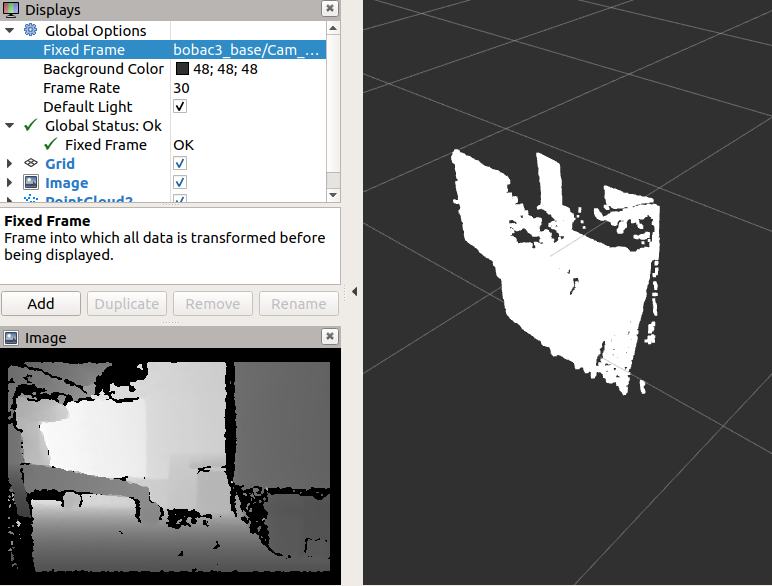 Displays
Global Options
Fixed Frame bobac3_base/Cam_...
Background Color 48; 48; 48
Frame Rate 30
Default Light
Global Status: Ok
Fixed Frame OK
Grid
Image
PointCloud2
Fixed Frame
Frame into which all data is transformed before
being displayed.
Add Duplicate Remove Rename
Image